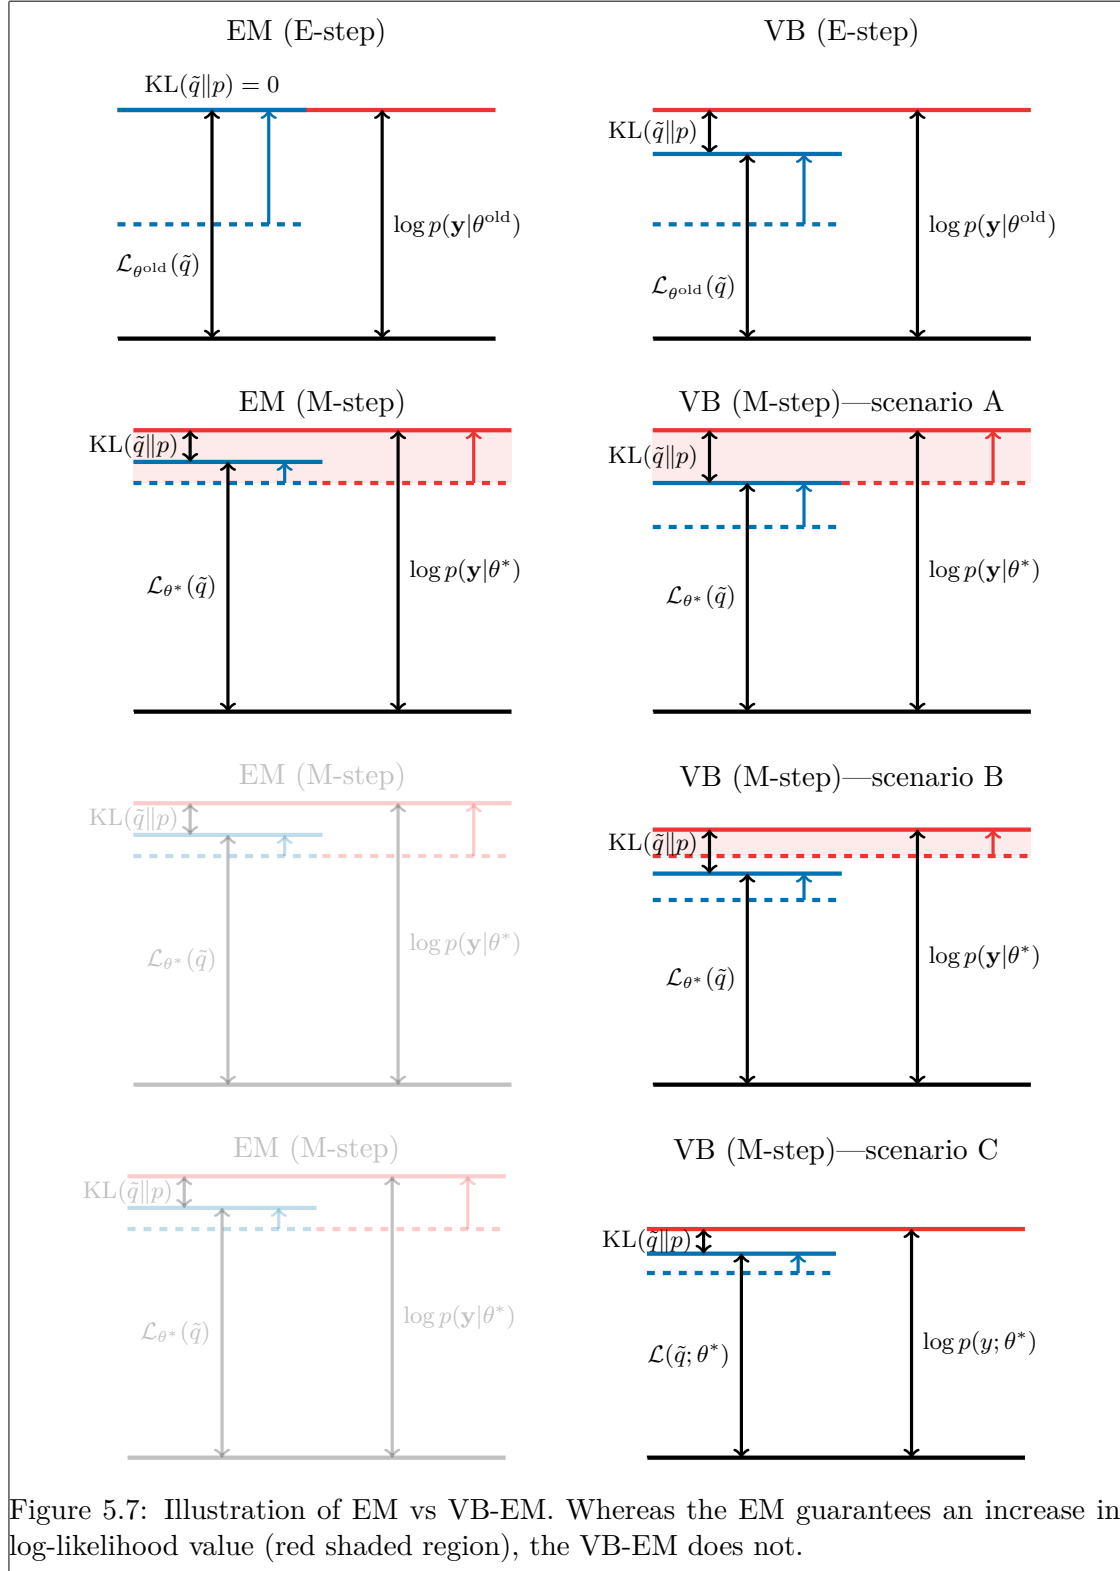 EM (E-step)
KL(q̃‖p) = 0
log p(𝐲|θ^old)
ℒ_θ^old(q̃)
VB (E-step)
KL(q̃‖p)
log p(𝐲|θ^old)
ℒ_θ^old(q̃)
EM (M-step)
KL(q̃‖p)
log p(𝐲|θ*)
ℒ_θ*(q̃)
VB (M-step)—scenario A
KL(q̃‖p)
log p(𝐲|θ*)
ℒ_θ*(q̃)
EM (M-step)
KL(q̃‖p)
log p(𝐲|θ*)
ℒ_θ*(q̃)
VB (M-step)—scenario B
KL(q̃‖p)
log p(𝐲|θ*)
ℒ_θ*(q̃)
EM (M-step)
KL(q̃‖p)
log p(𝐲|θ*)
ℒ_θ*(q̃)
VB (M-step)—scenario C
KL(q̃‖p)
log p(y; θ*)
ℒ(q̃; θ*)
Figure 5.7: Illustration of EM vs VB-EM. Whereas the EM guarantees an increase in
log-likelihood value (red shaded region), the VB-EM does not.